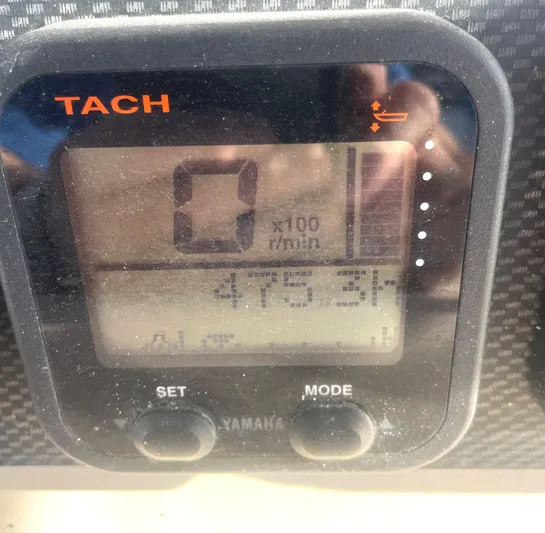 TACH
0
x100
r/min
475 3h
SET
MODE
YAMAHA